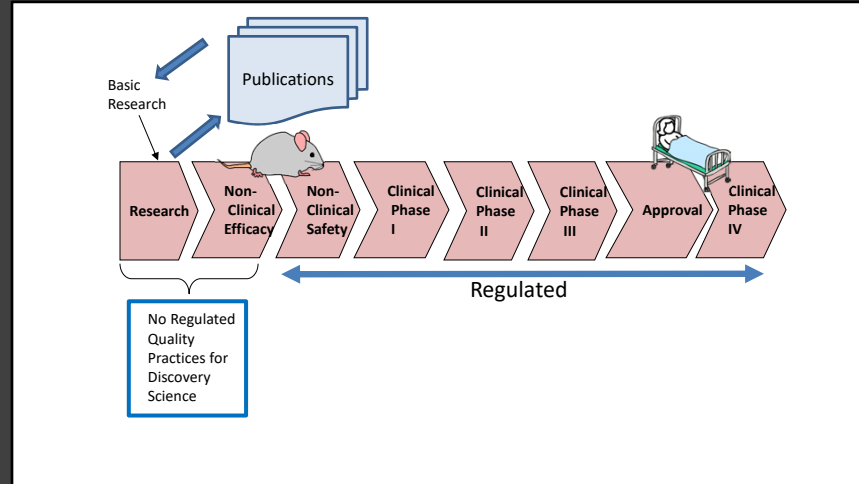 Publications
Basic
Research
Research
Non-
Clinical
Efficacy
Non-
Clinical
Safety
Clinical
Phase
I
Clinical
Phase
II
Clinical
Phase
III
Approval
Clinical
Phase
IV
Regulated
No Regulated
Quality
Practices for
Discovery
Science